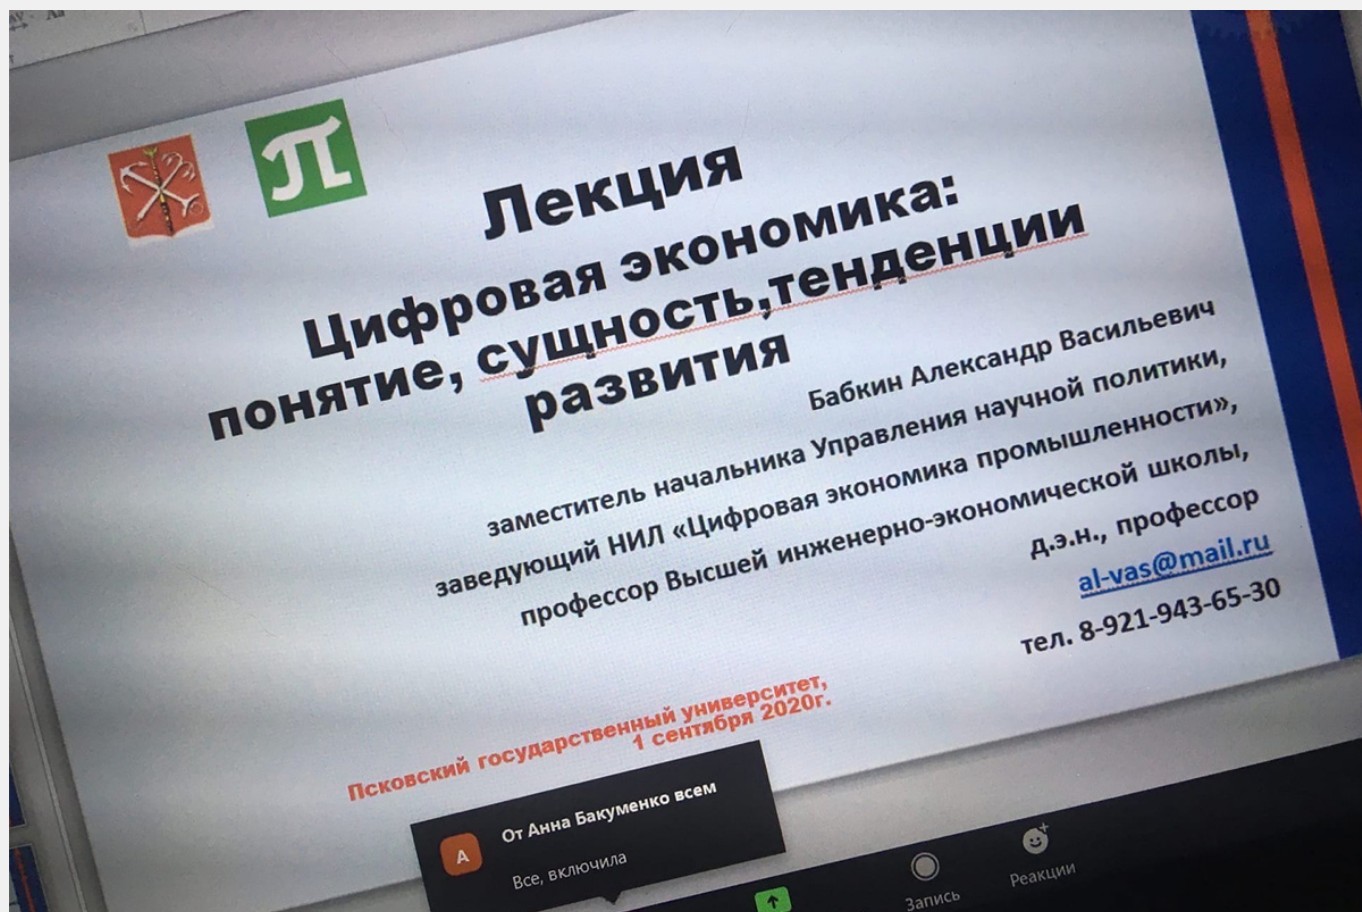 Лекция
Цифровая экономика:
понятие, сущность,тенденции
развития
Бабкин Александр Васильевич
заместитель начальника Управления научной политики,
заведующий НИЛ «Цифровая экономика промышленности»,
профессор Высшей инженерно-экономической школы,
д.э.н., профессор
al-vas@mail.ru
тел. 8-921-943-65-30
Псковский государственный университет,
1 сентября 2020г.
А
От Анна Бакуменко всем
Все, включила
Запись
Реакции